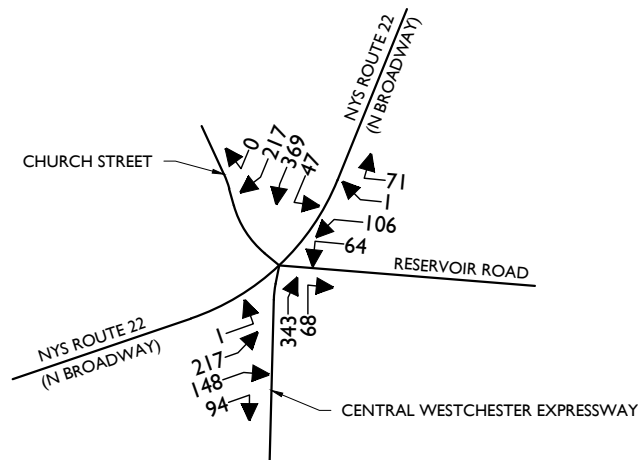 NYS ROUTE 22
(N BROADWAY)
0
217
369
47
CHURCH STREET
71
1
106
64
RESERVOIR ROAD
343
68
NYS ROUTE 22
(N BROADWAY)
1
217
148
94
CENTRAL WESTCHESTER EXPRESSWAY